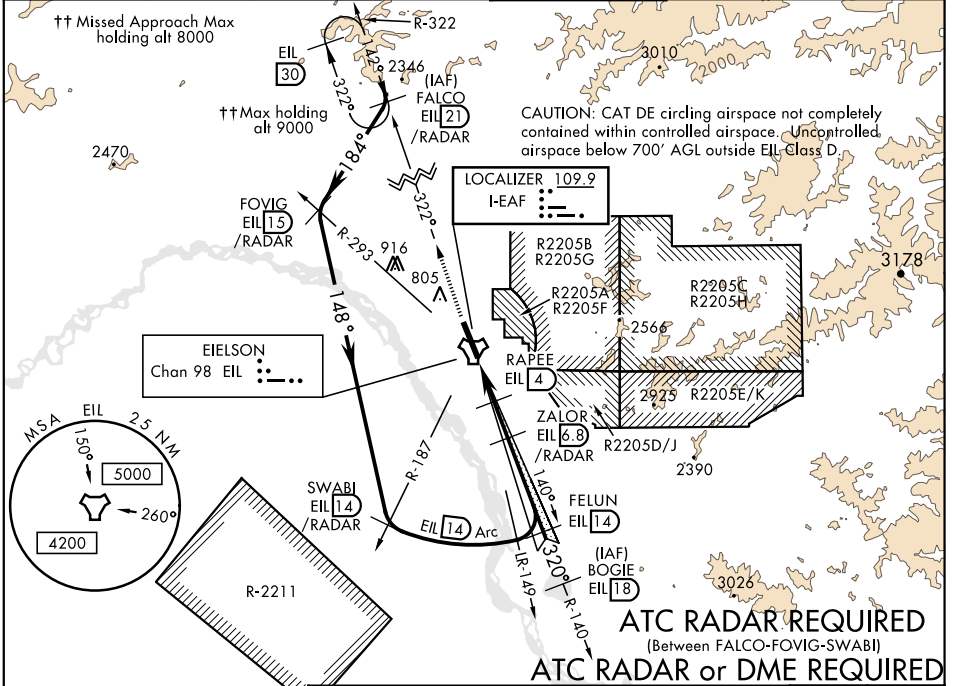 †† Missed Approach Max
holding alt 8000
R-322
EIL
30
142°
322°
2346
(IAF)
FALCO
EIL 21
/RADAR
††Max holding
alt 9000
3010
2000
CAUTION: CAT DE circling airspace not completely
contained within controlled airspace. Uncontrolled
airspace below 700' AGL outside EIL Class D.
2470
184°
322°
LOCALIZER 109.9
I-EAF
FOVIG
EIL 15
/RADAR
R-293
916
805
R2205B
R2205G
R2205A
R2205F
R2205C
R2205H
3178
2566
148°
EIELSON
Chan 98 EIL
RAPEE
EIL 4
2925
R2205E/K
ZALOR
EIL 6.8
/RADAR
R2205D/J
2390
MSA EIL 25 NM
150°
5000
260°
4200
R-187
SWABI
EIL 14
/RADAR
EIL 14 Arc
140°
FELUN
EIL 14
LR-149
320°
(IAF)
BOGIE
EIL 18
R-140
3026
R-2211
ATC RADAR REQUIRED
(Between FALCO-FOVIG-SWABI)
ATC RADAR or DME REQUIRED